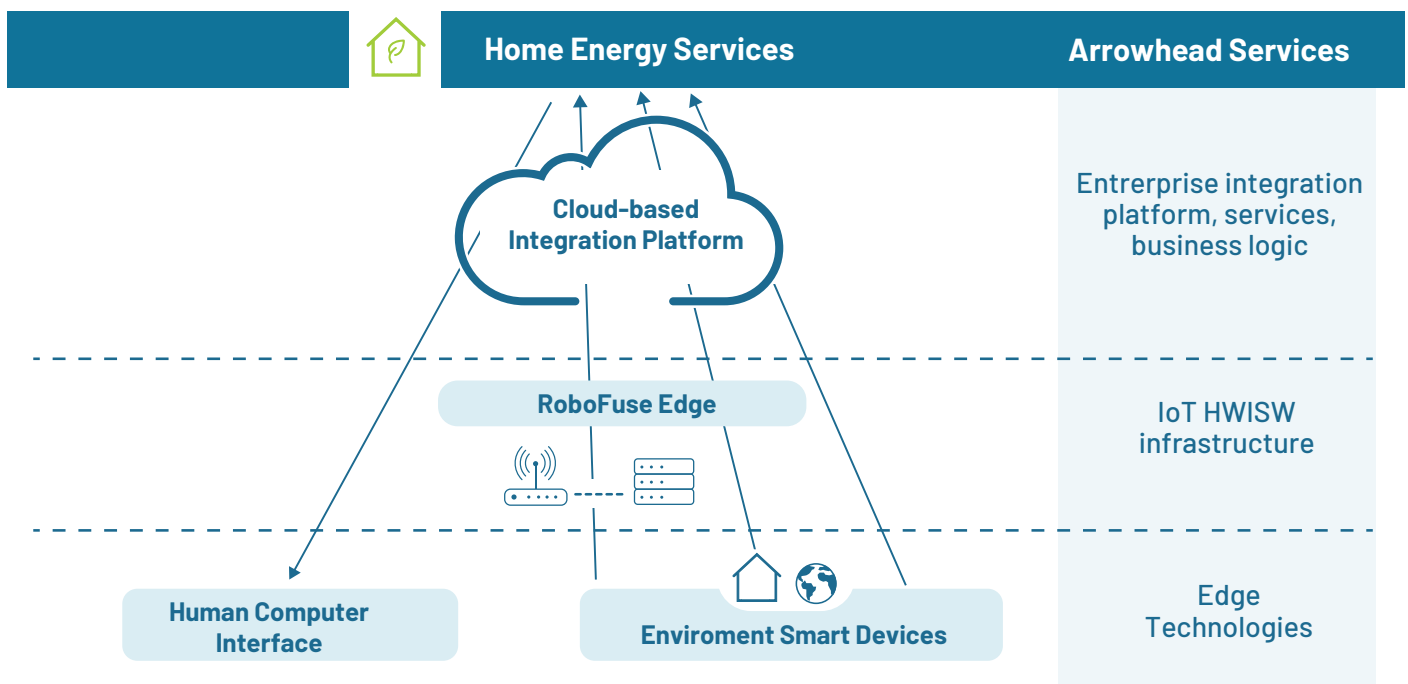 Home Energy Services
Arrowhead Services
Cloud-based
Integration Platform
Entrerprise integration
platform, services,
business logic
RoboFuse Edge
IoT HWISW
infrastructure
Human Computer
Interface
Enviroment Smart Devices
Edge
Technologies